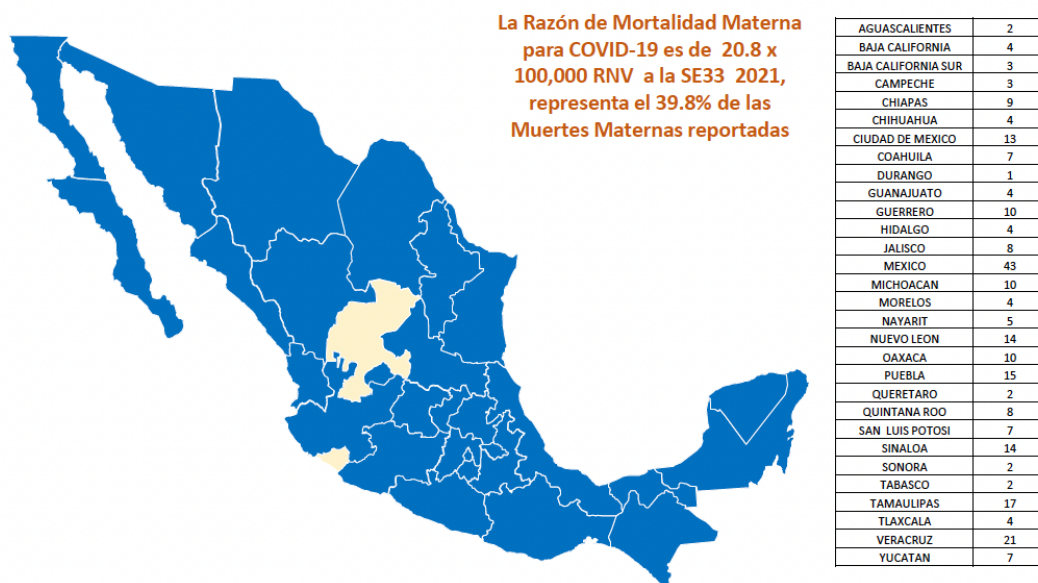 La Razón de Mortalidad Materna
para COVID-19 es de 20.8 x
100,000 RNV a la SE33 2021,
representa el 39.8% de las
Muertes Maternas reportadas
AGUASCALIENTES 2
BAJA CALIFORNIA 4
BAJA CALIFORNIA SUR 3
CAMPECHE 3
CHIAPAS 9
CHIHUAHUA 4
CIUDAD DE MEXICO 13
COAHUILA 7
DURANGO 1
GUANAJUATO 4
GUERRERO 10
HIDALGO 4
JALISCO 8
MEXICO 43
MICHOACAN 10
MORELOS 4
NAYARIT 5
NUEVO LEON 14
OAXACA 10
PUEBLA 15
QUERETARO 2
QUINTANA ROO 8
SAN LUIS POTOSI 7
SINALOA 14
SONORA 2
TABASCO 2
TAMAULIPAS 17
TLAXCALA 4
VERACRUZ 21
YUCATAN 7